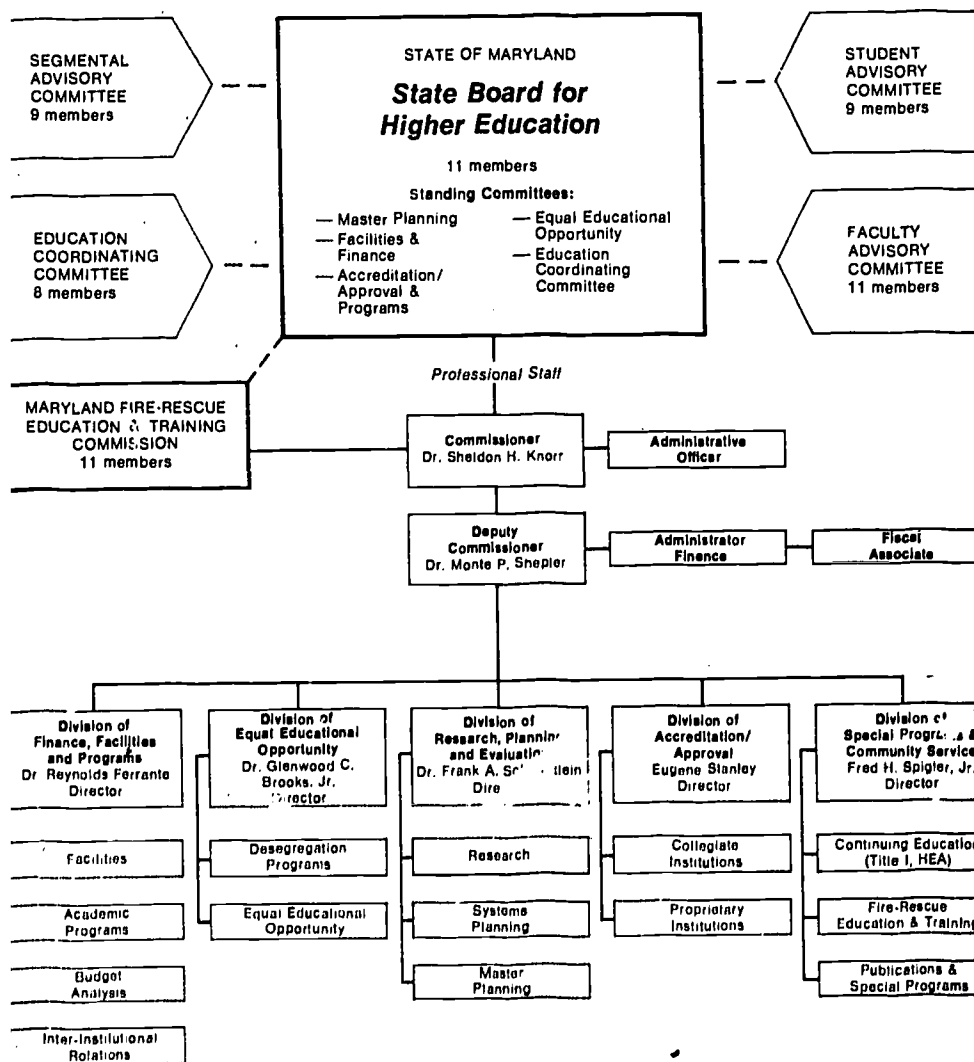 SEGMENTAL
ADVISORY
COMMITTEE
9 members
STATE OF MARYLAND
State Board for
Higher Education
11 members
Standing Committees:
— Master Planning
— Facilities &
Finance
— Accreditation/
Approval &
Programs
— Equal Educational
Opportunity
— Education
Coordinating
Committee
STUDENT
ADVISORY
COMMITTEE
9 members
EDUCATION
COORDINATING
COMMITTEE
8 members
FACULTY
ADVISORY
COMMITTEE
11 members
Professional Staff
MARYLAND FIRE-RESCUE
EDUCATION & TRAINING
COMMISSION
11 members
Commissioner
Dr. Sheldon H. Knorr
Administrative
Officer
Deputy
Commissioner
Dr. Monte P. Shepler
Administrator
Finance
Fiscal
Associate
Division of
Finance, Facilities
and Programs
Dr. Reynolds Ferrante
Director
Facilities
Academic
Programs
Budget
Analysis
Inter-Institutional
Relations
Division of
Equal Educational
Opportunity
Dr. Glenwood C.
Brooks, Jr.
Director
Desegregation
Programs
Equal Educational
Opportunity
Division of
Research, Planning
and Evaluation
Dr. Frank A.
Research
Systems
Planning
Master
Planning
Division of
Accreditation/
Approval
Eugene Stanley
Director
Collegiate
Institutions
Proprietary
Institutions
Division of
Special Programs &
Community Service
Fred H. Spigler, Jr.
Director
Continuing Education
(Title I, HEA)
Fire-Rescue
Education & Training
Publications &
Special Programs